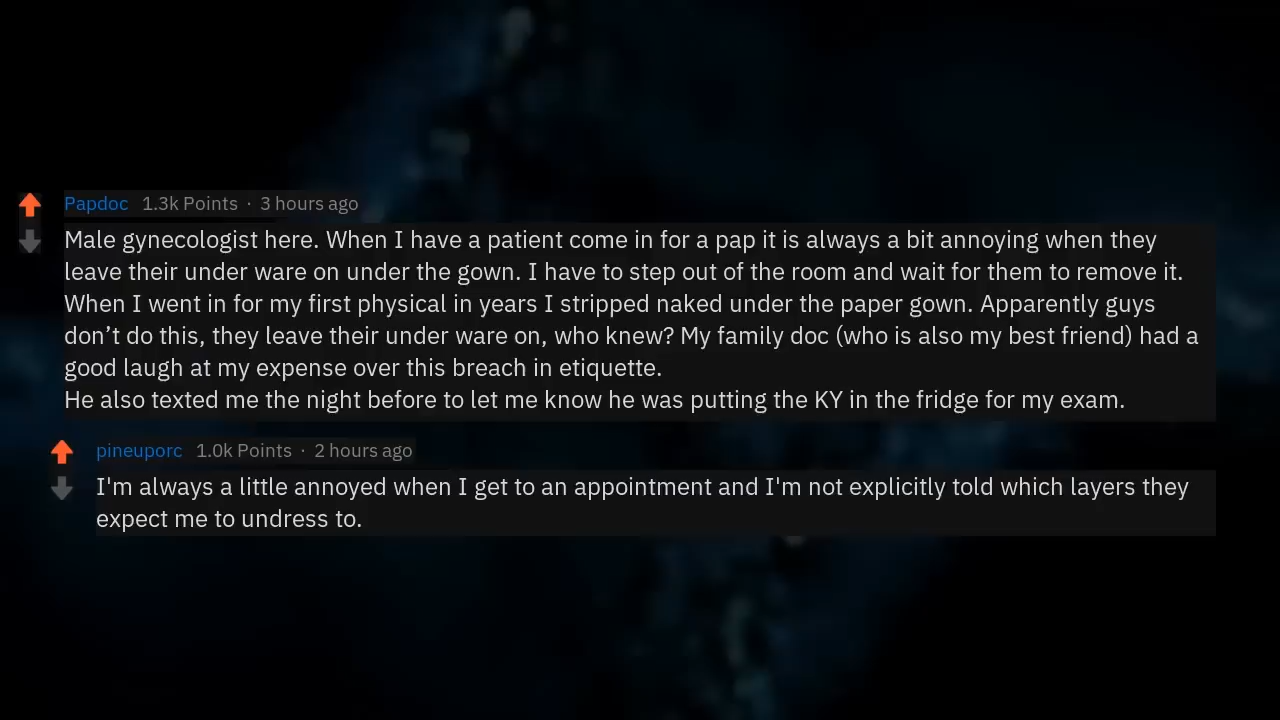 Papdoc 1.3k Points · 3 hours ago
Male gynecologist here. When I have a patient come in for a pap it is always a bit annoying when they
leave their under ware on under the gown. I have to step out of the room and wait for them to remove it.
When I went in for my first physical in years I stripped naked under the paper gown. Apparently guys
don’t do this, they leave their under ware on, who knew? My family doc (who is also my best friend) had a
good laugh at my expense over this breach in etiquette.
He also texted me the night before to let me know he was putting the KY in the fridge for my exam.
pineuporc 1.0k Points · 2 hours ago
I'm always a little annoyed when I get to an appointment and I'm not explicitly told which layers they
expect me to undress to.